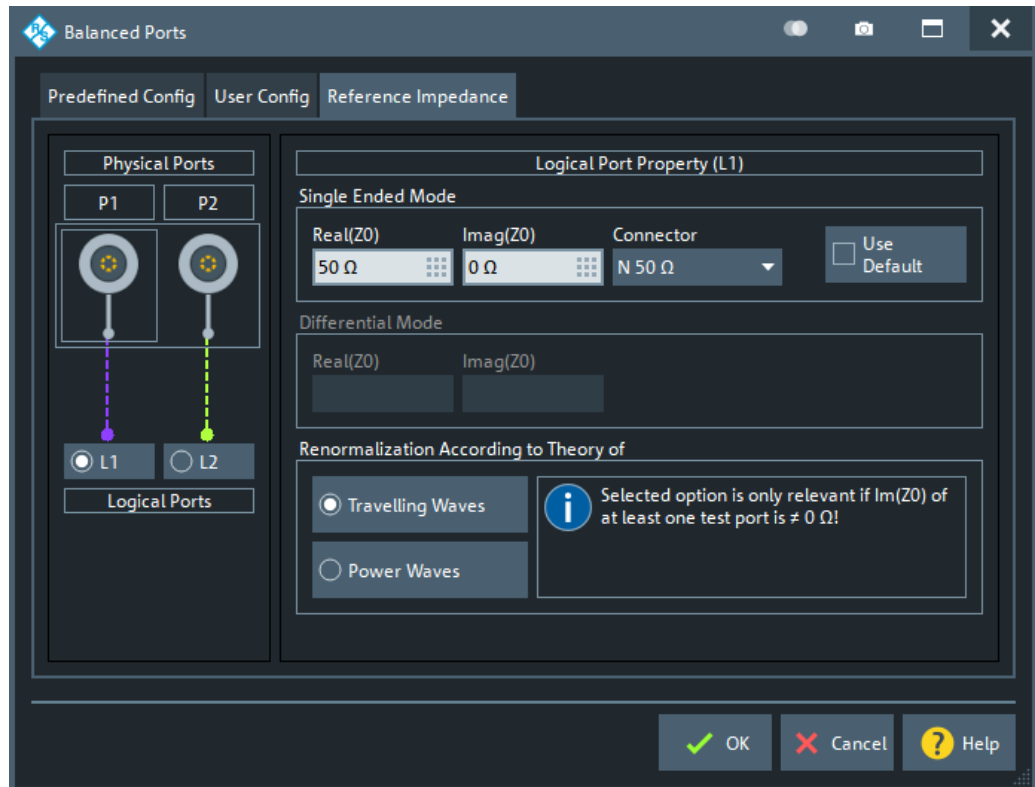 Balanced Ports
Predefined Config
User Config
Reference Impedance
Physical Ports
P1
P2
L1
L2
Logical Ports
Logical Port Property (L1)
Single Ended Mode
Real(Z0)
Imag(Z0)
Connector
50 Ω
0 Ω
N 50 Ω
Use
Default
Differential Mode
Real(Z0)
Imag(Z0)
Renormalization According to Theory of
Travelling Waves
Power Waves
Selected option is only relevant if Im(Z0) of
at least one test port is ≠ 0 Ω!
OK
Cancel
Help